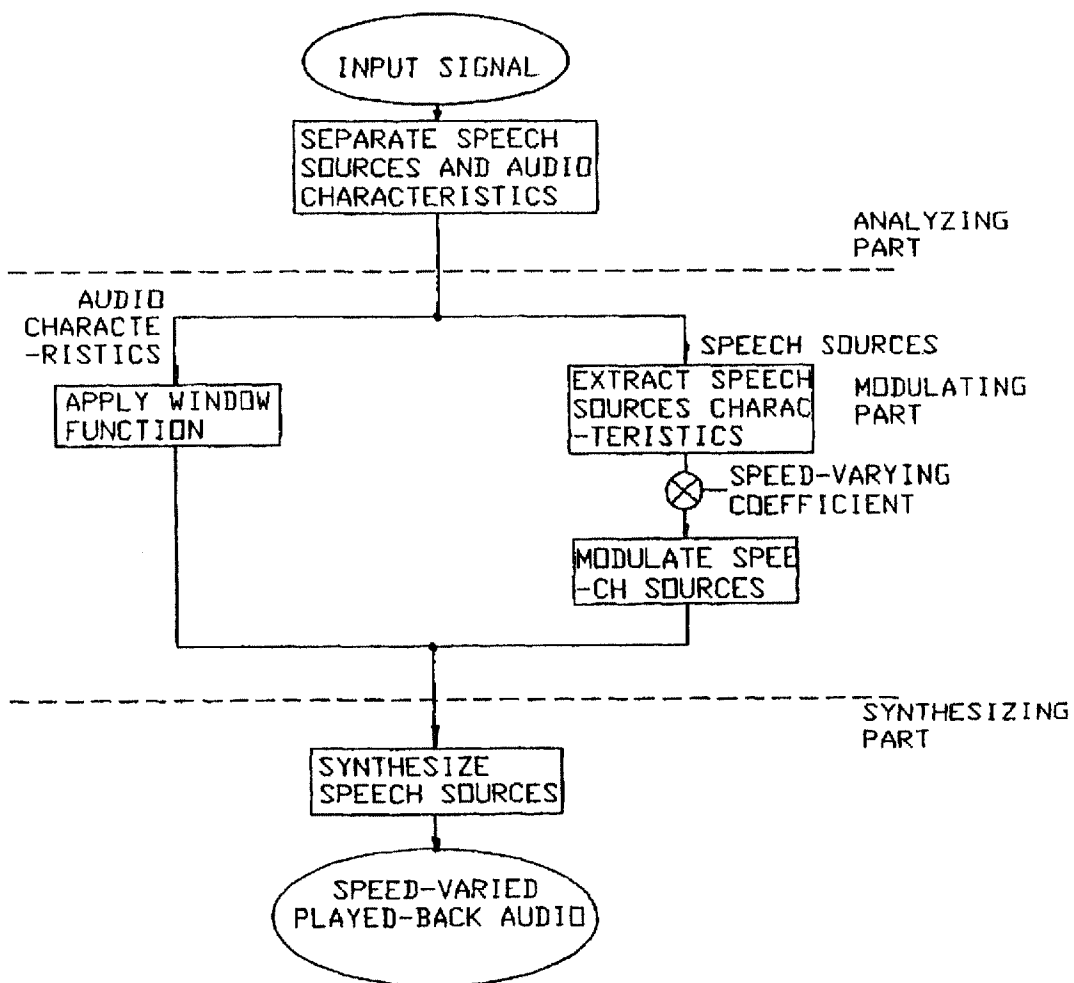 INPUT SIGNAL
SEPARATE SPEECH
SOURCES AND AUDIO
CHARACTERISTICS
ANALYZING
PART
AUDIO
CHARACTE
-RISTICS
SPEECH SOURCES
APPLY WINDOW
FUNCTION
EXTRACT SPEECH
SOURCES CHARAC
-TERISTICS
MODULATING
PART
SPEED-VARYING
COEFFICIENT
MODULATE SPEE
-CH SOURCES
SYNTHESIZING
PART
SYNTHESIZE
SPEECH SOURCES
SPEED-VARIED
PLAYED-BACK AUDIO